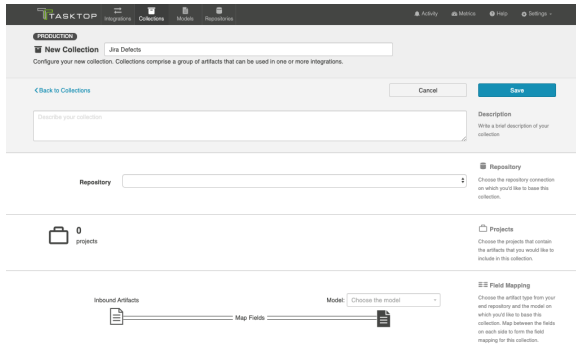 TASKTOP
Integrations
Collections
Models
Repositories
Activity
Metrics
Help
Settings
PRODUCTION
New Collection
Jira Defects
Configure your new collection. Collections comprise a group of artifacts that can be used in one or more integrations.
Back to Collections
Cancel
Save
Describe your collection
Description
Write a brief description of your
collection
Repository
Repository
Choose the repository connection
on which you'd like to base this
collection.
0
projects
Projects
Choose the projects that contain
the artifacts that you would like to
include in this collection.
Inbound Artifacts
Map Fields
Model:
Choose the model
Field Mapping
Choose the artifact type from your
end repository and the model on
which you'd like to base this
collection. Map between the fields
on each side to form the field
mapping for this collection.